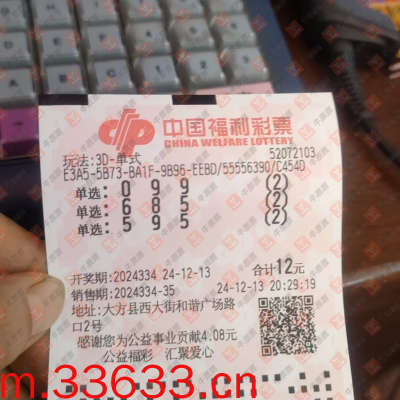 中国福利彩票
CHINA WELFARE LOTTERY
玩法:3D-单式 52072103
E3A5-5B73-BA1F-9B96-EEBD/55556390/C454D
单选: 0 9 9 (2)
单选: 6 8 5 (2)
单选: 5 9 5 (2)
开奖期:2024334 24-12-13 合计12元
销售期:2024334-35 24-12-13 20:29:19
地址:大方县西大街和谐广场路
口2号
感谢您为公益事业贡献4.08元
公益福彩 汇聚爱心
m.33633.cn